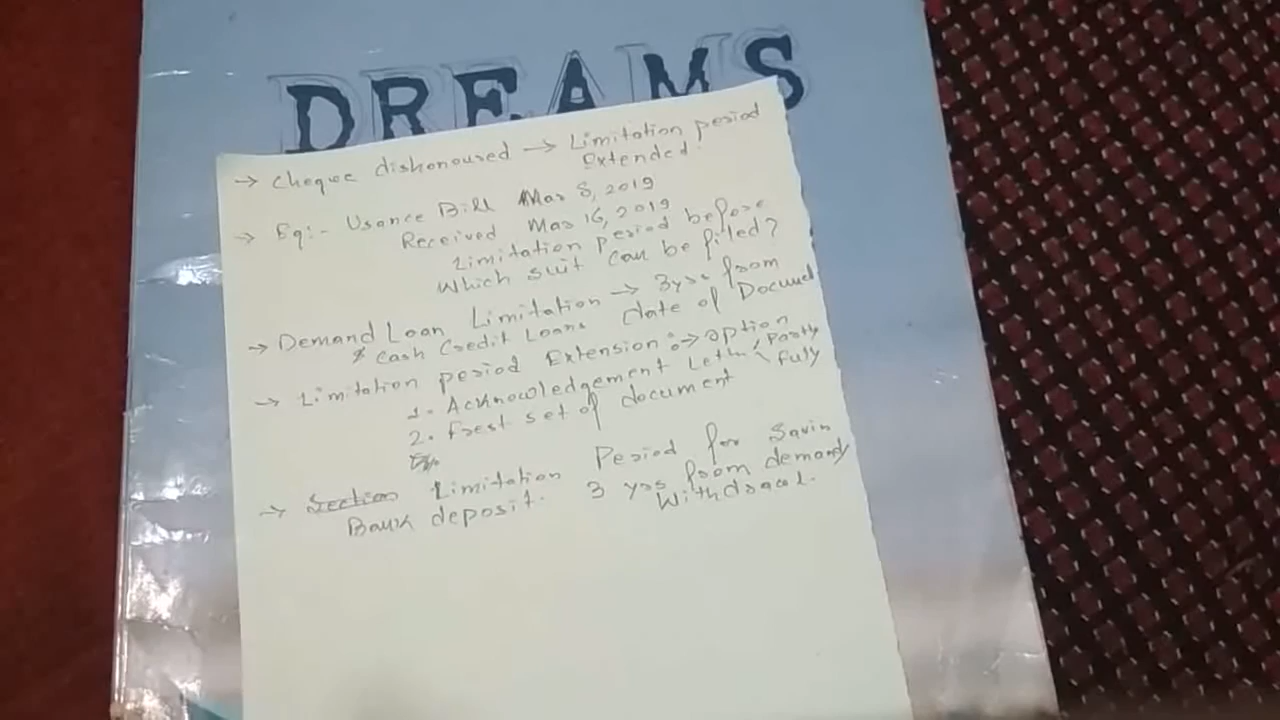 DREAMS
→ Cheque dishonoured → Limitation period
Extended.
→ Eg:- Usance Bill Mar 8, 2019
Received Mar 16, 2019
Limitation period before
Which suit can be filed?
→ Demand Loan Limitation → 3yrs from
& Cash Credit Loans Date of Document
→ Limitation period Extension :→ option
1. Acknowledgement Lettr / Partly
\ Fully
2. Frest set of document
→ Section Limitation Period for Savin
Bank deposit. 3 yrs from demand
Withdrawal.